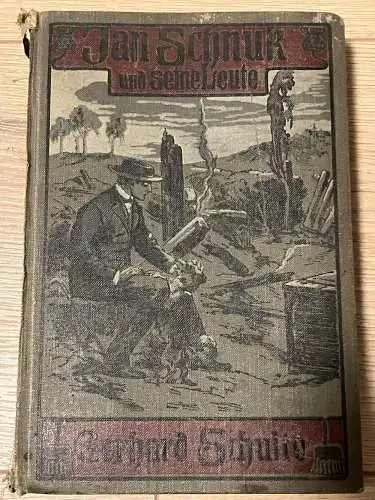 Jan Schnuk
und seine Leute
Gerhard Schulte